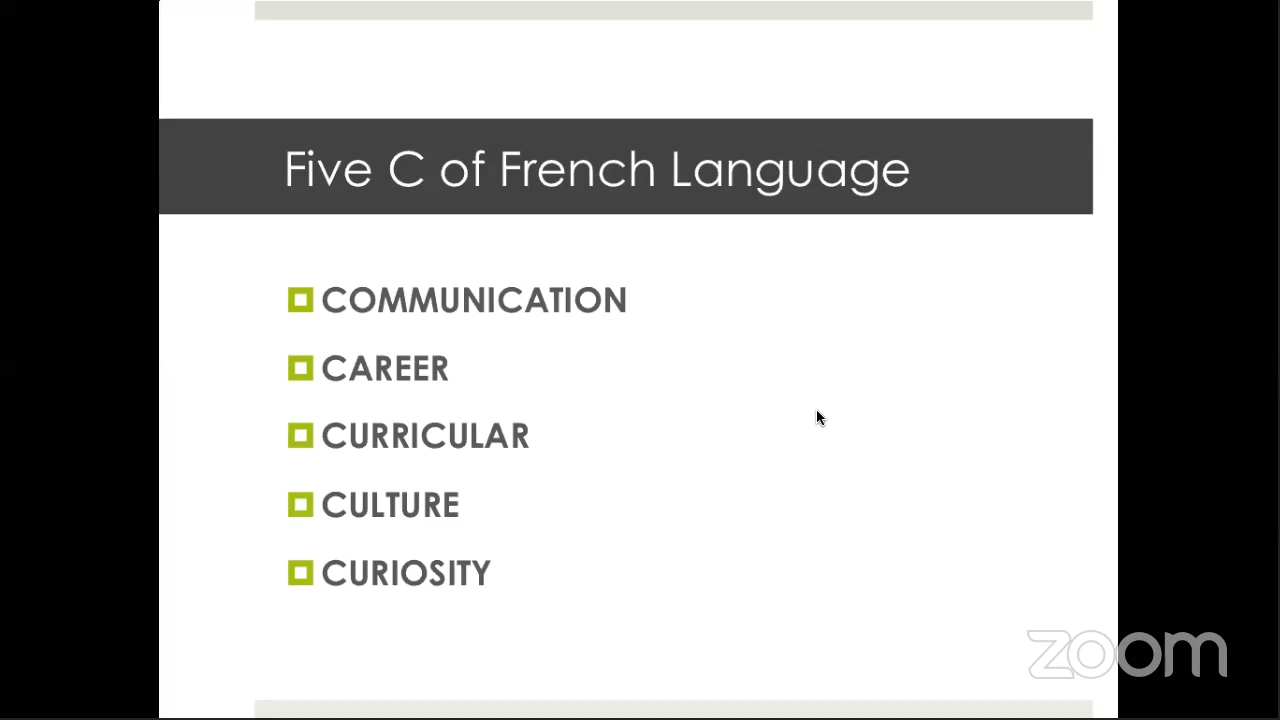 Five C of French Language
COMMUNICATION
CAREER
CURRICULAR
CULTURE
CURIOSITY
zoom